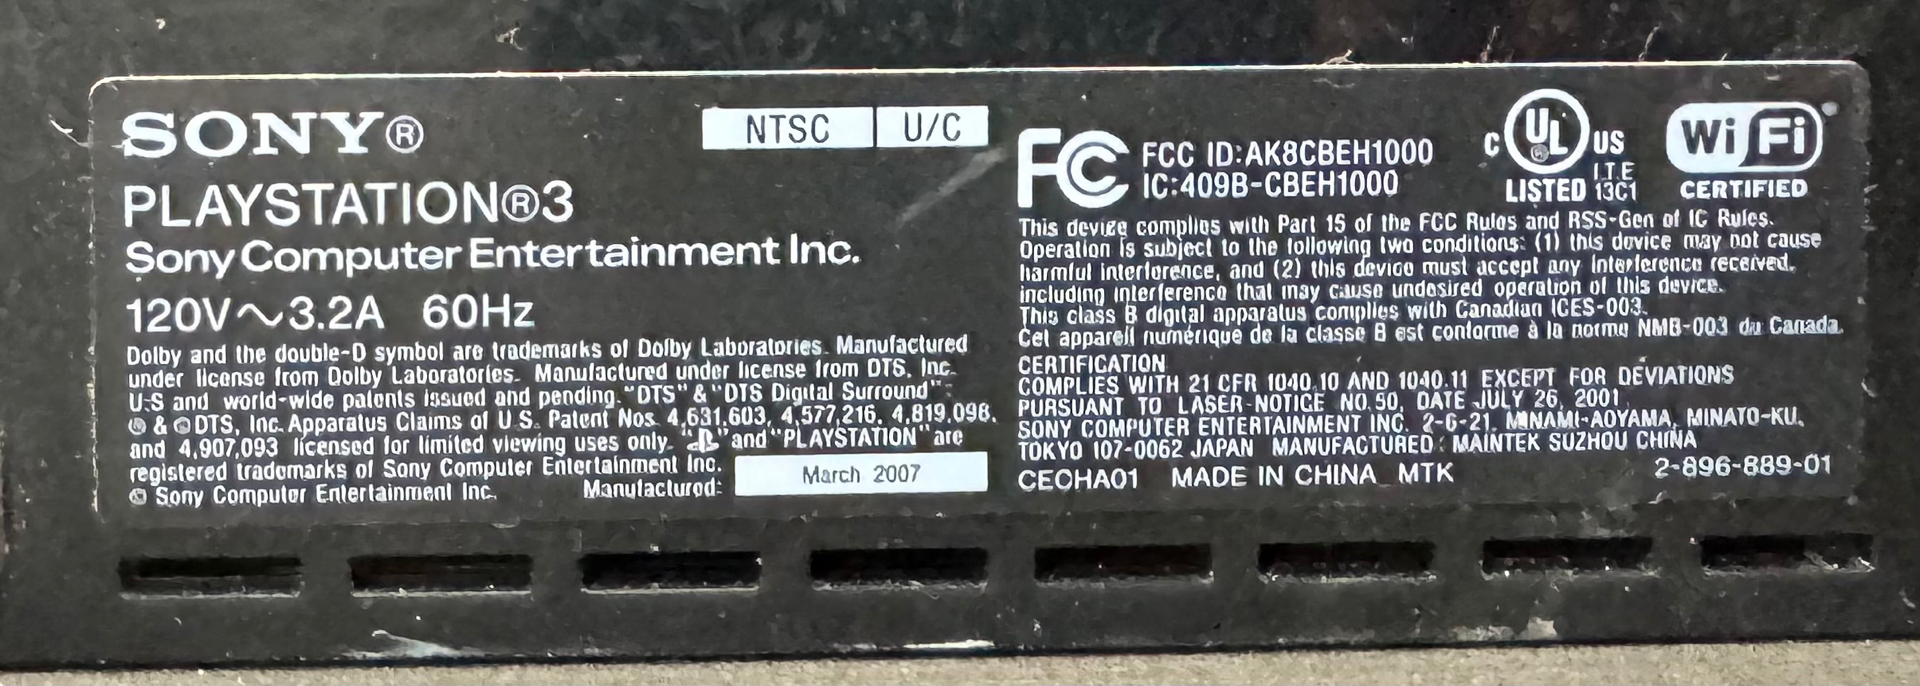 SONY®
NTSC U/C
PLAYSTATION®3
Sony Computer Entertainment Inc.
120V～3.2A 60Hz
Dolby and the double-D symbol are trademarks of Dolby Laboratories. Manufactured
under license from Dolby Laboratories. Manufactured under license from DTS, Inc.
U.S and world-wide patents issued and pending. "DTS" & "DTS Digital Surround"
® & © DTS, Inc. Apparatus Claims of U.S. Patent Nos. 4,631,603, 4,577,216, 4,819,098,
and 4,907,093 licensed for limited viewing uses only. " " and "PLAYSTATION" are
registered trademarks of Sony Computer Entertainment Inc.
© Sony Computer Entertainment Inc. Manufactured: March 2007
FC FCC ID:AK8CBEH1000
IC:409B-CBEH1000
C UL® US
LISTED I.T.E 13C1
Wi Fi
CERTIFIED
This device complies with Part 15 of the FCC Rules and RSS-Gen of IC Rules.
Operation is subject to the following two conditions: (1) this device may not cause
harmful interference, and (2) this device must accept any interference received,
including interference that may cause undesired operation of this device.
This class B digital apparatus complies with Canadian ICES-003.
Cet appareil numérique de la classe B est conforme à la norme NMB-003 du Canada.
CERTIFICATION
COMPLIES WITH 21 CFR 1040.10 AND 1040.11 EXCEPT FOR DEVIATIONS
PURSUANT TO LASER NOTICE NO.50, DATE JULY 26, 2001
SONY COMPUTER ENTERTAINMENT INC. 2-6-21, MINAMI-AOYAMA, MINATO-KU,
TOKYO 107-0062 JAPAN MANUFACTURED: MAINTEK SUZHOU CHINA
CEOHA01 MADE IN CHINA MTK 2-896-889-01